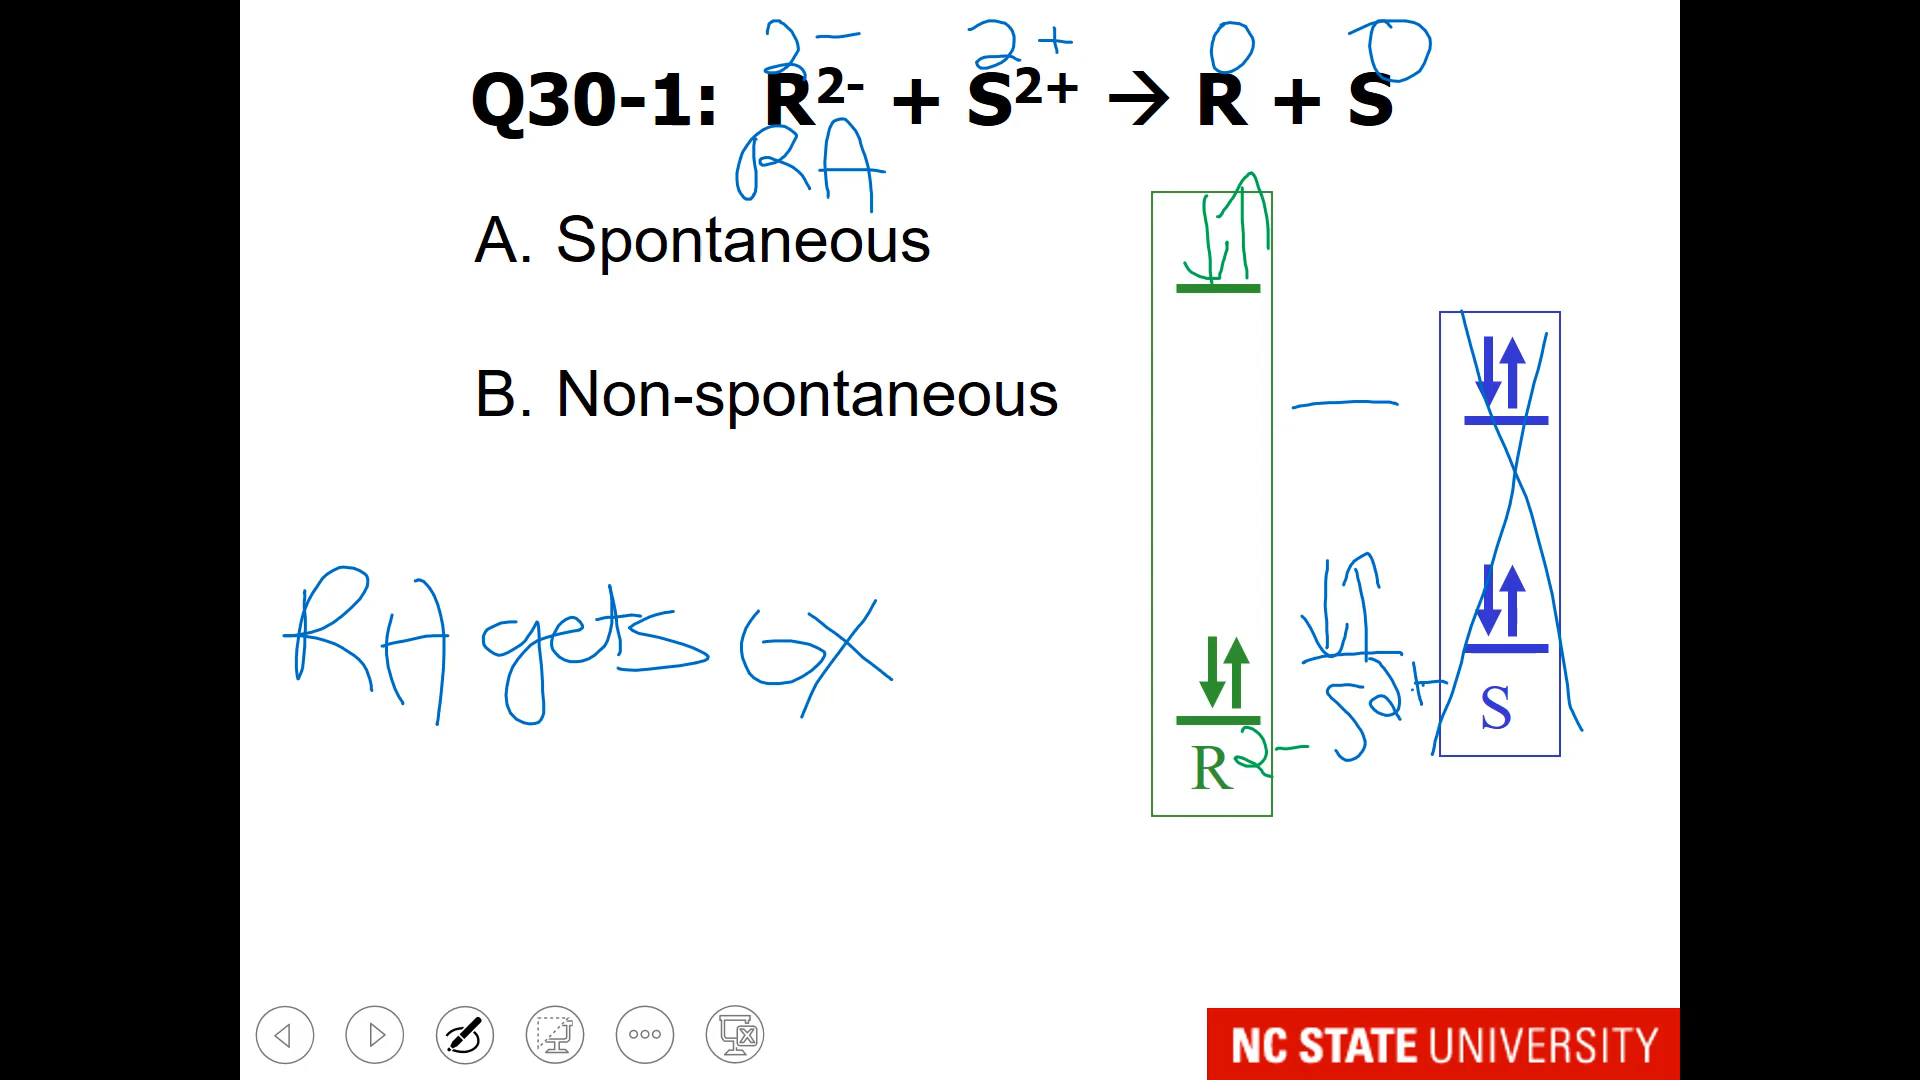 2- 2+ 0 0
Q30-1: R2- + S2+ → R + S
RA
A. Spontaneous
B. Non-spontaneous
RA gets OX
S
S2+
R2-
NC STATE UNIVERSITY